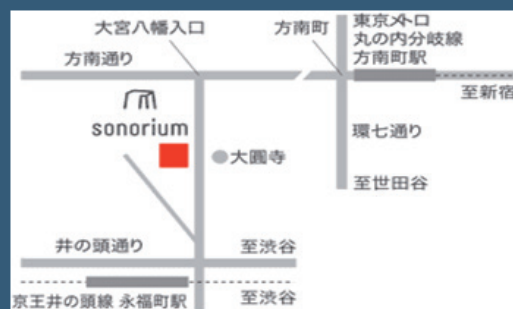 大宮八幡入口
方南町
東京メトロ
丸の内分岐線
方南町駅
方南通り
至新宿
sonorium
環七通り
大圓寺
至世田谷
井の頭通り
至渋谷
京王井の頭線 永福町駅
至渋谷